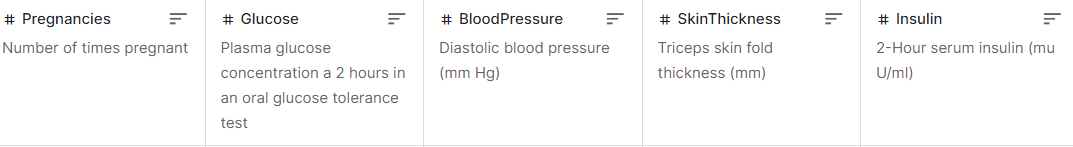 # Pregnancies
Number of times pregnant
# Glucose
Plasma glucose
concentration a 2 hours in
an oral glucose tolerance
test
# BloodPressure
Diastolic blood pressure
(mm Hg)
# SkinThickness
Triceps skin fold
thickness (mm)
# Insulin
2-Hour serum insulin (mu
U/ml)